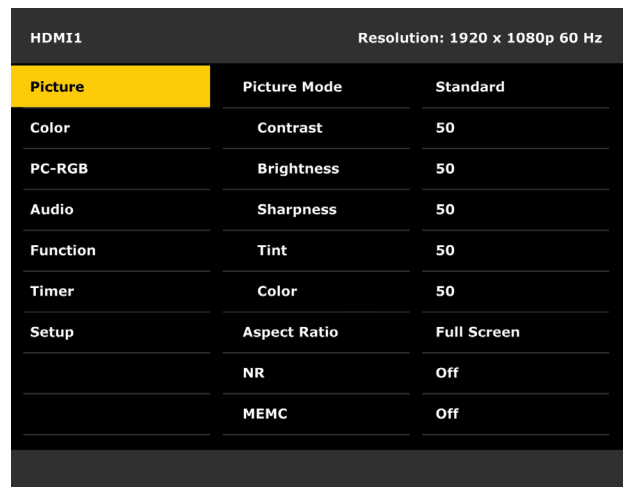 HDMI1 Resolution: 1920 x 1080p 60 Hz
Picture Picture Mode Standard
Color Contrast 50
PC-RGB Brightness 50
Audio Sharpness 50
Function Tint 50
Timer Color 50
Setup Aspect Ratio Full Screen
NR Off
MEMC Off